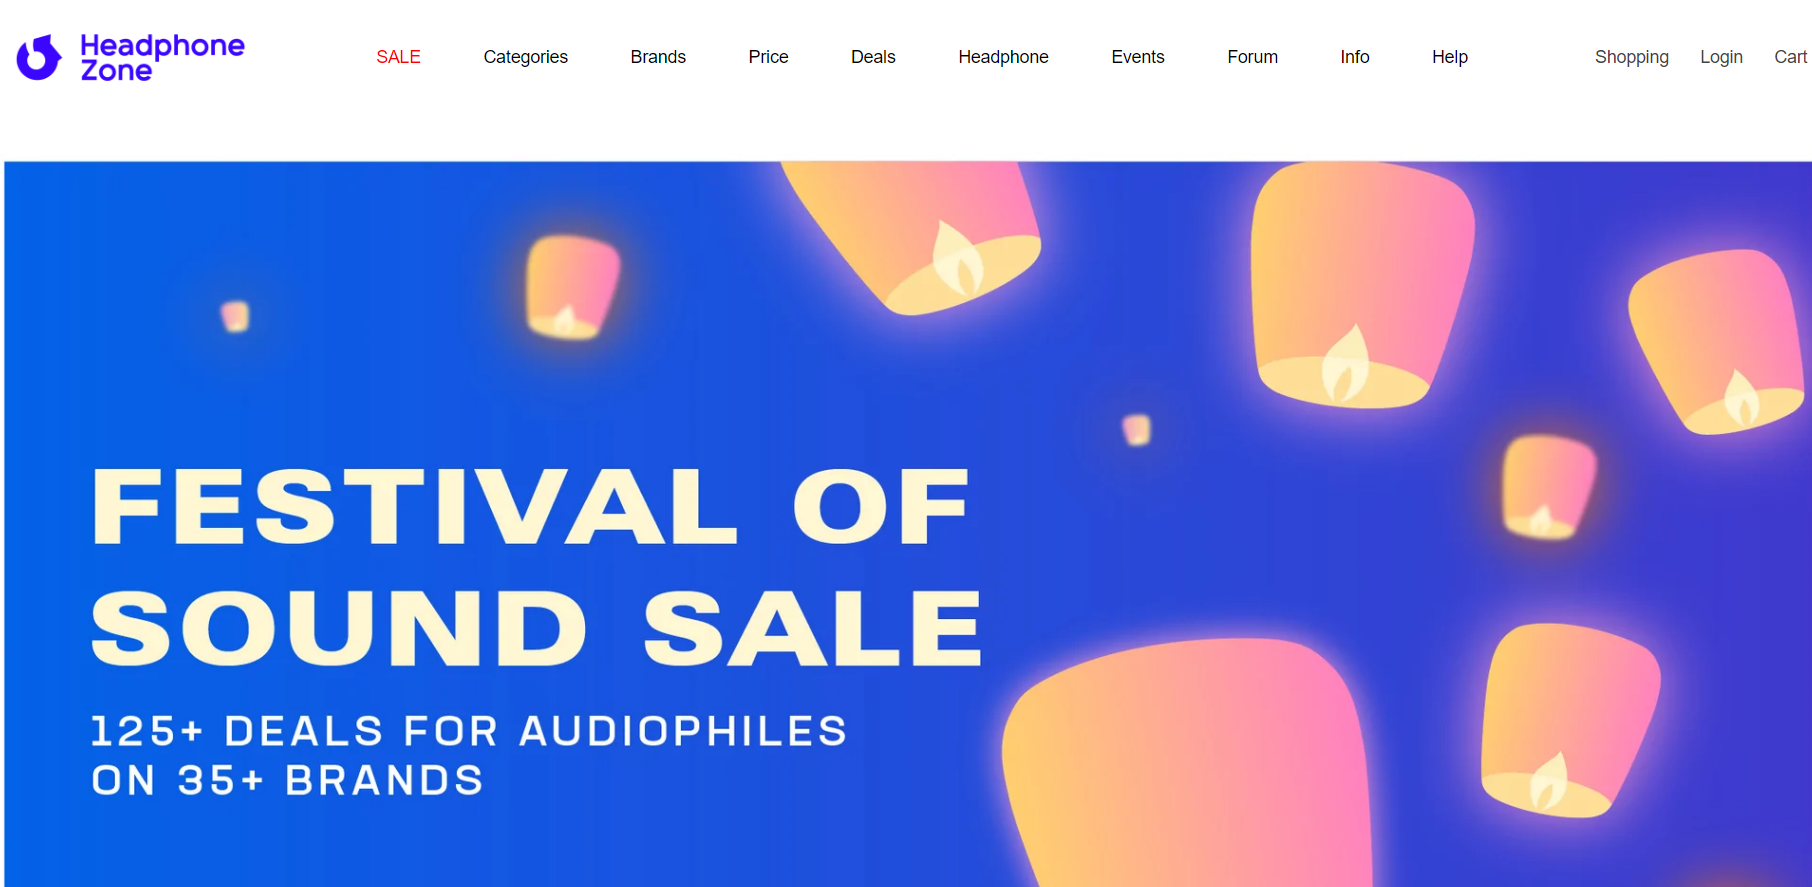 Headphone
Zone
SALE Categories Brands Price Deals Headphone Events Forum Info Help Shopping Login Cart
FESTIVAL OF
SOUND SALE
125+ DEALS FOR AUDIOPHILES
ON 35+ BRANDS